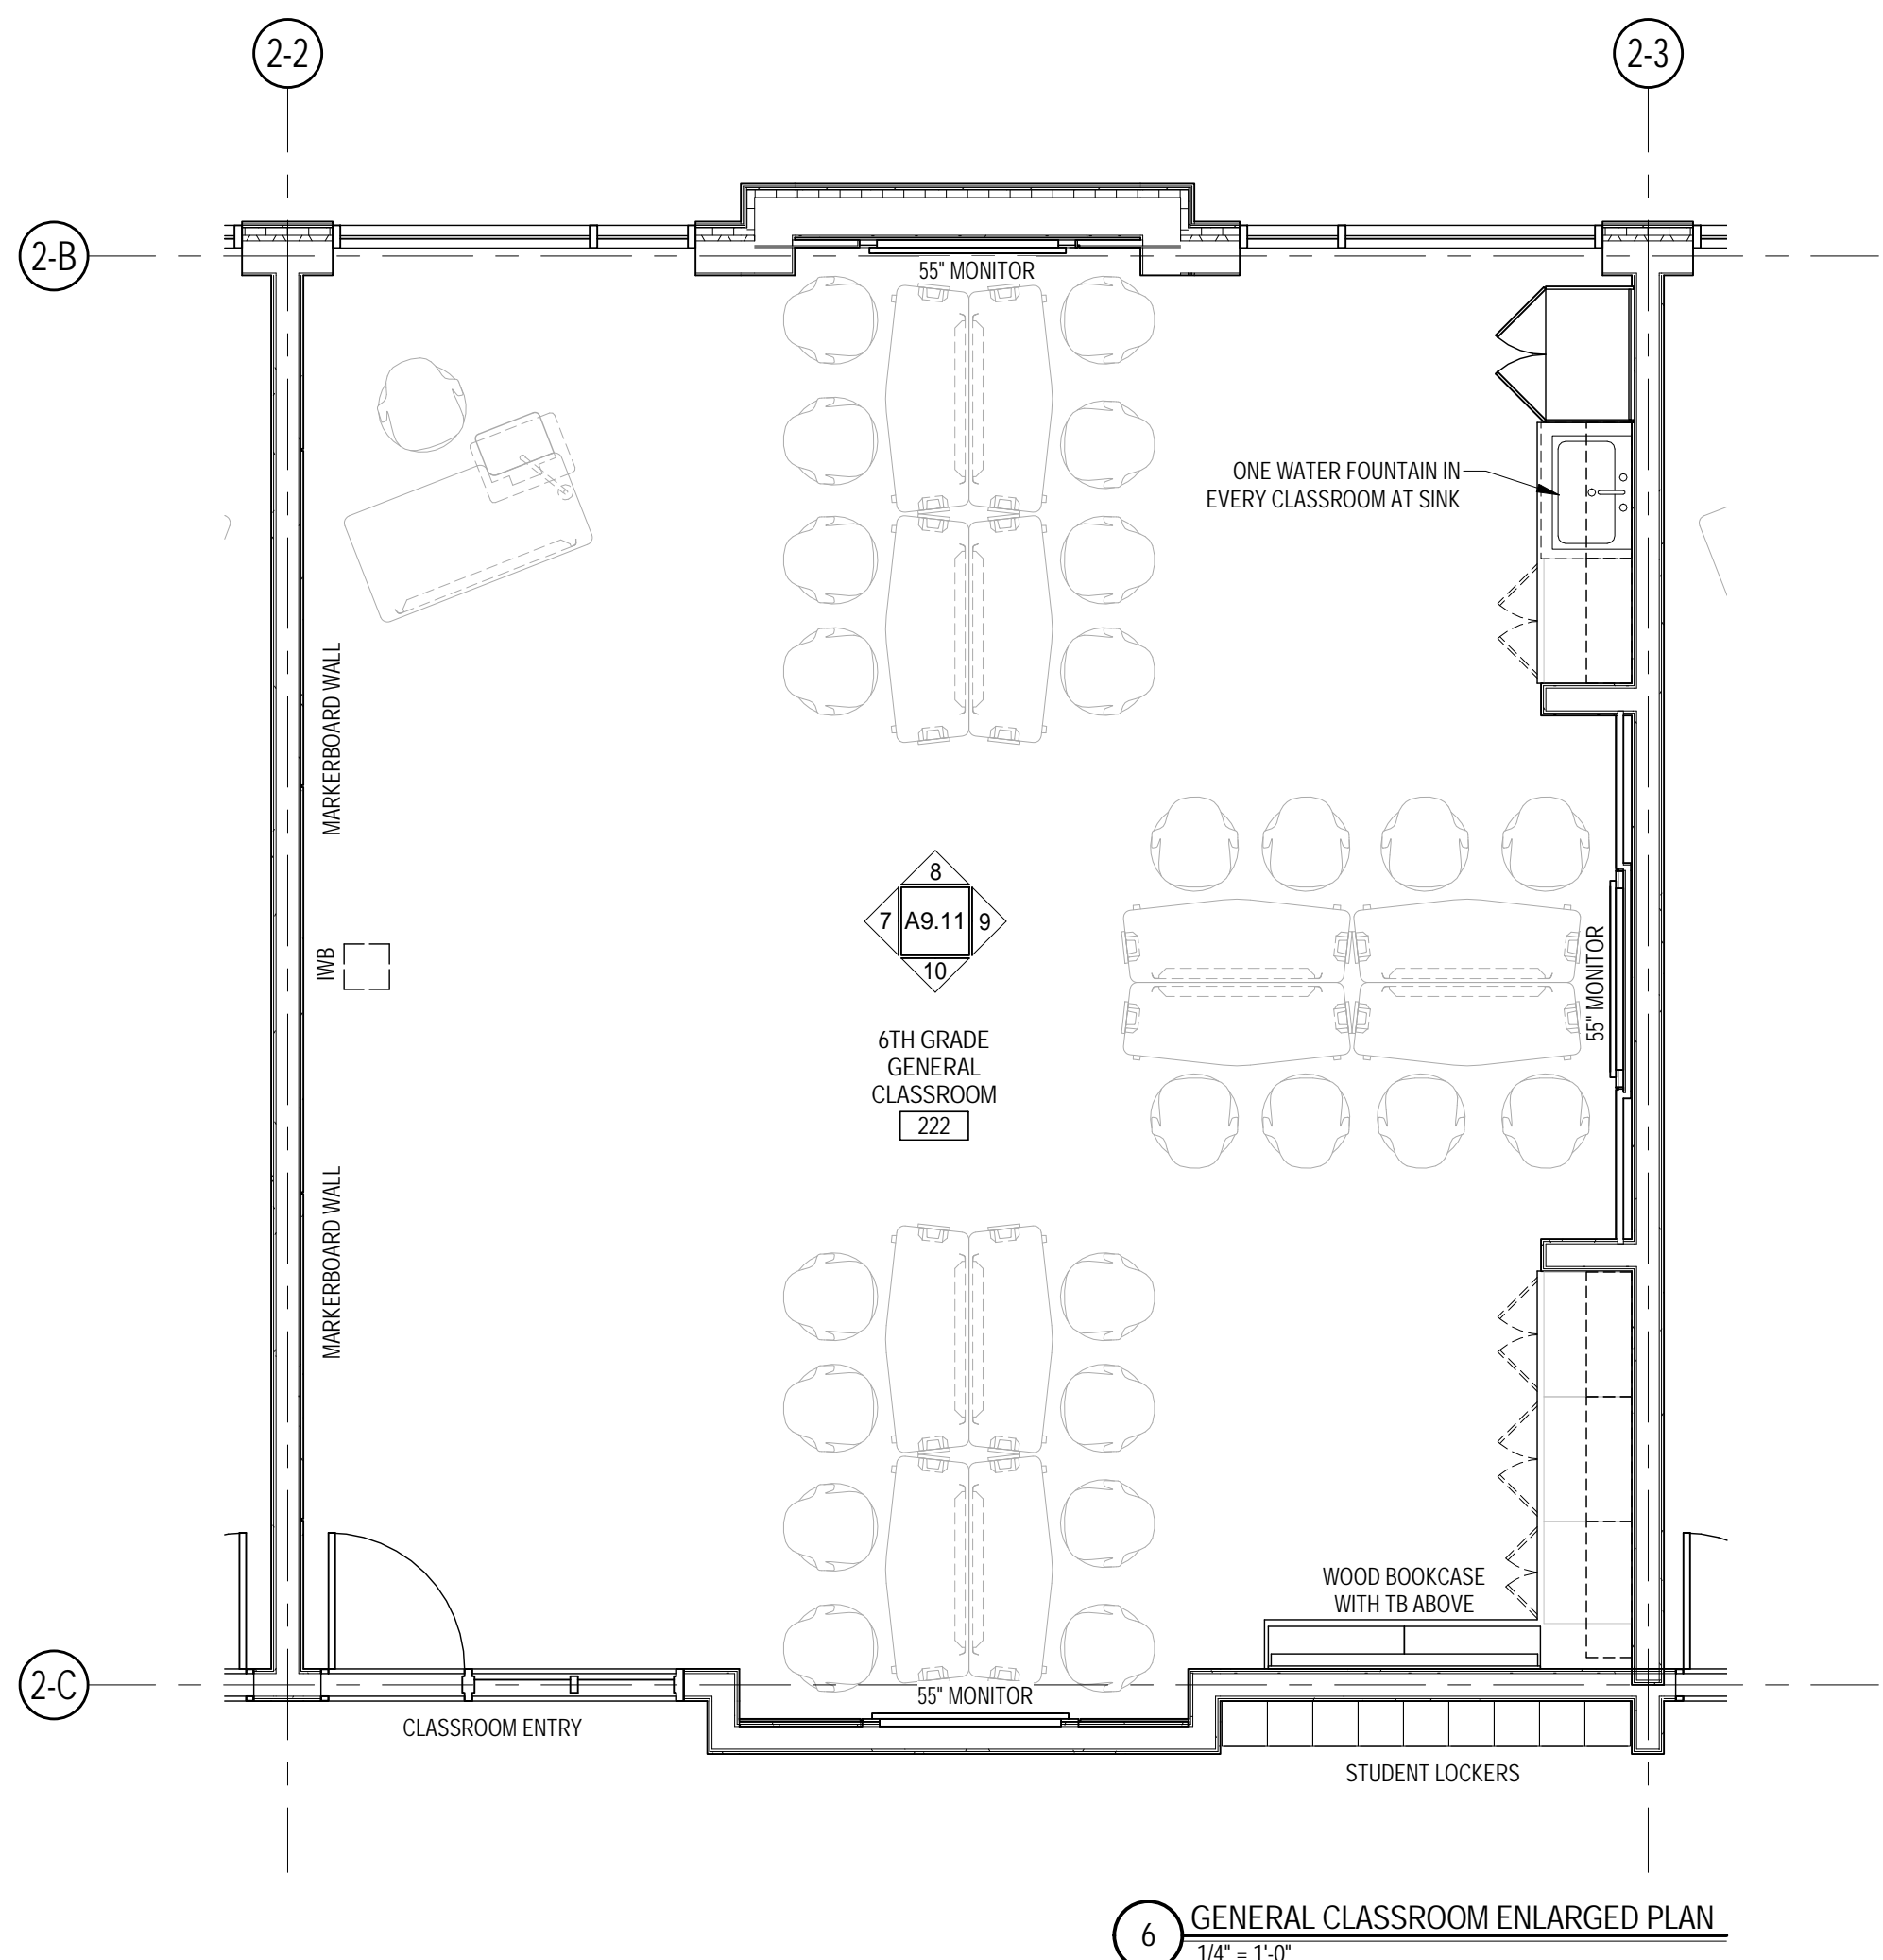 2-2
2-3
2-B
55" MONITOR
ONE WATER FOUNTAIN IN
EVERY CLASSROOM AT SINK
MARKERBOARD WALL
8
7
A9.11
9
10
IWB
55" MONITOR
6TH GRADE
GENERAL
CLASSROOM
222
MARKERBOARD WALL
WOOD BOOKCASE
WITH TB ABOVE
2-C
55" MONITOR
CLASSROOM ENTRY
STUDENT LOCKERS
6
GENERAL CLASSROOM ENLARGED PLAN
1/4" = 1'-0"